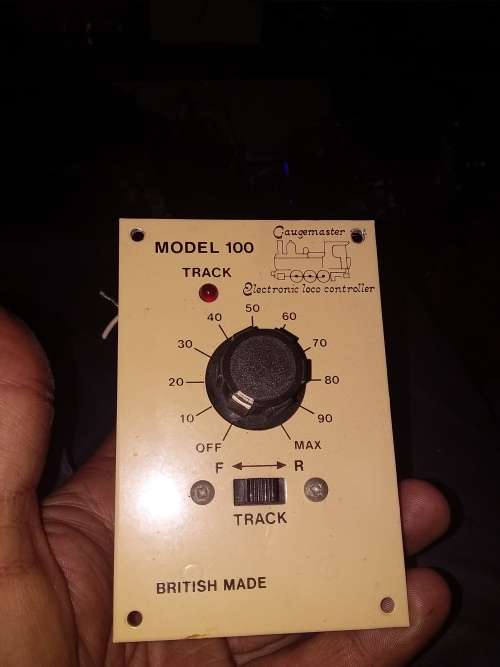 Gaugemaster
MODEL 100
TRACK
Electronic loco controller
50
40 60
30 70
20 80
10 90
OFF MAX
F R
TRACK
BRITISH MADE